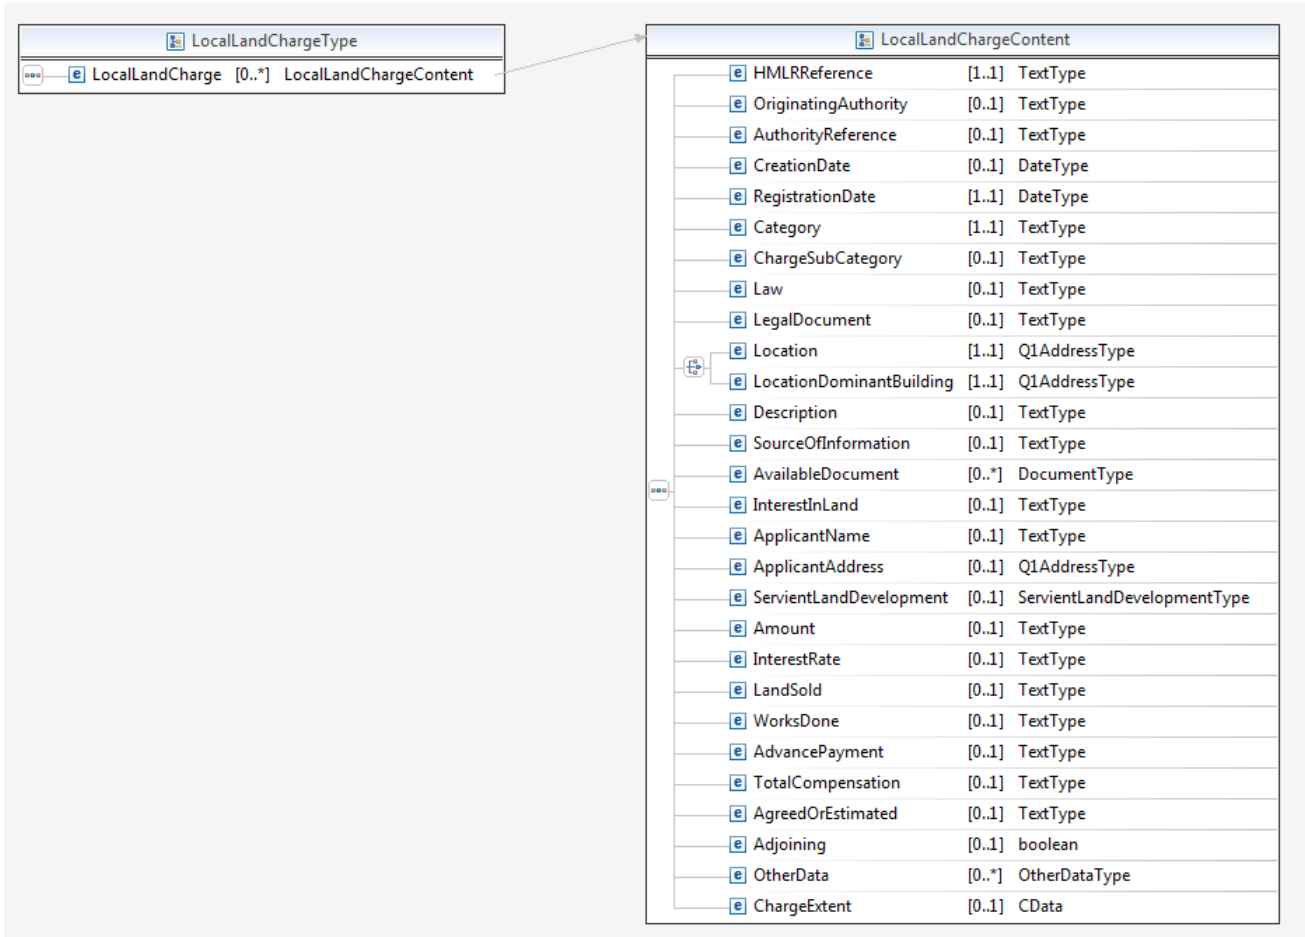 LocalLandChargeType
e LocalLandCharge [0..*] LocalLandChargeContent
LocalLandChargeContent
e HMLRReference [1..1] TextType
e OriginatingAuthority [0..1] TextType
e AuthorityReference [0..1] TextType
e CreationDate [0..1] DateType
e RegistrationDate [1..1] DateType
e Category [1..1] TextType
e ChargeSubCategory [0..1] TextType
e Law [0..1] TextType
e LegalDocument [0..1] TextType
e Location [1..1] Q1AddressType
e LocationDominantBuilding [1..1] Q1AddressType
e Description [0..1] TextType
e SourceOfInformation [0..1] TextType
e AvailableDocument [0..*] DocumentType
e InterestInLand [0..1] TextType
e ApplicantName [0..1] TextType
e ApplicantAddress [0..1] Q1AddressType
e ServientLandDevelopment [0..1] ServientLandDevelopmentType
e Amount [0..1] TextType
e InterestRate [0..1] TextType
e LandSold [0..1] TextType
e WorksDone [0..1] TextType
e AdvancePayment [0..1] TextType
e TotalCompensation [0..1] TextType
e AgreedOrEstimated [0..1] TextType
e Adjoining [0..1] boolean
e OtherData [0..*] OtherDataType
e ChargeExtent [0..1] CData